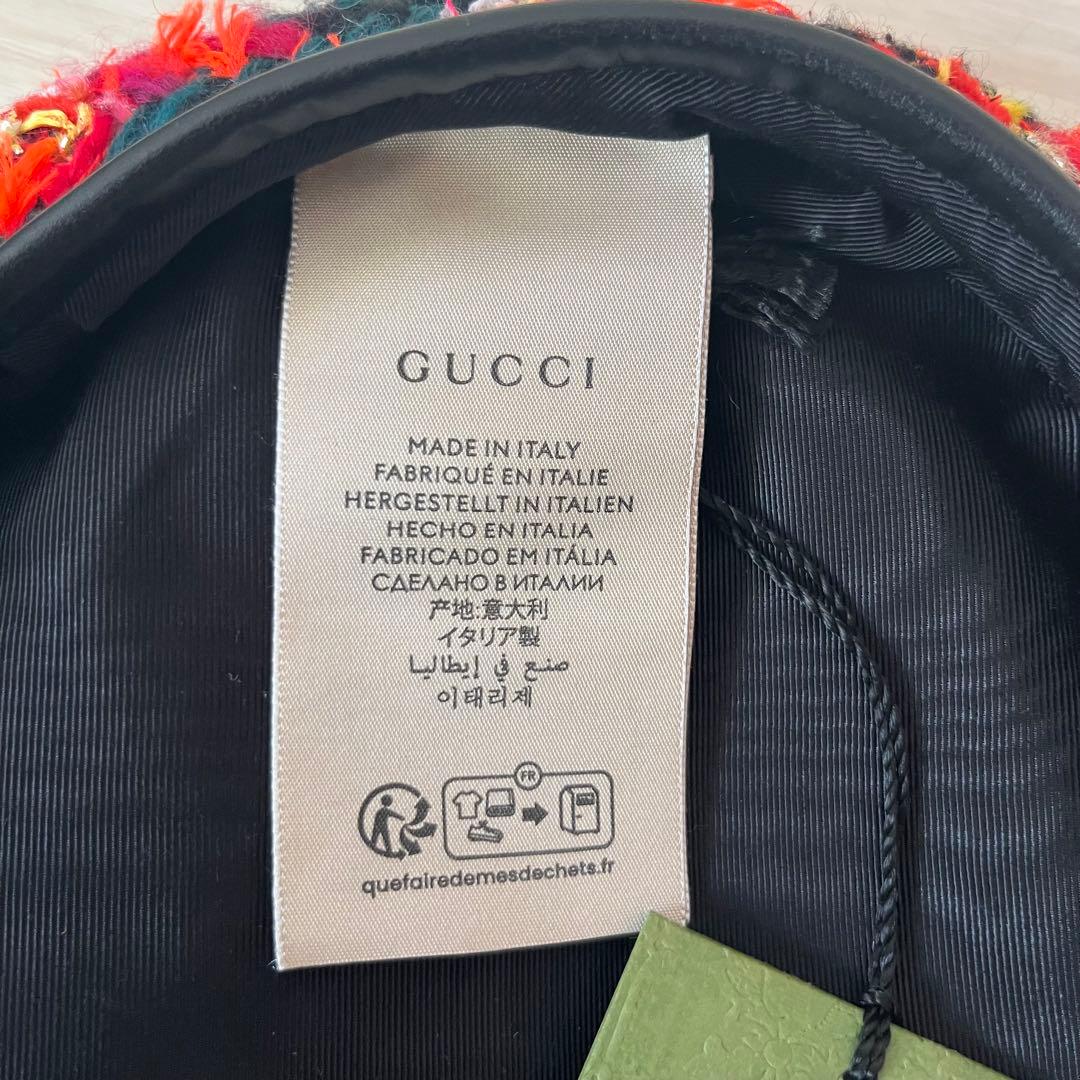 GUCCI
MADE IN ITALY
FABRIQUÉ EN ITALIE
HERGESTELLT IN ITALIEN
HECHO EN ITALIA
FABRICADO EM ITÁLIA
СДЕЛАНО В ИТАЛИИ
产地:意大利
イタリア製
صنع في إيطاليا
이태리제
FR
quefairedemesdechets.fr